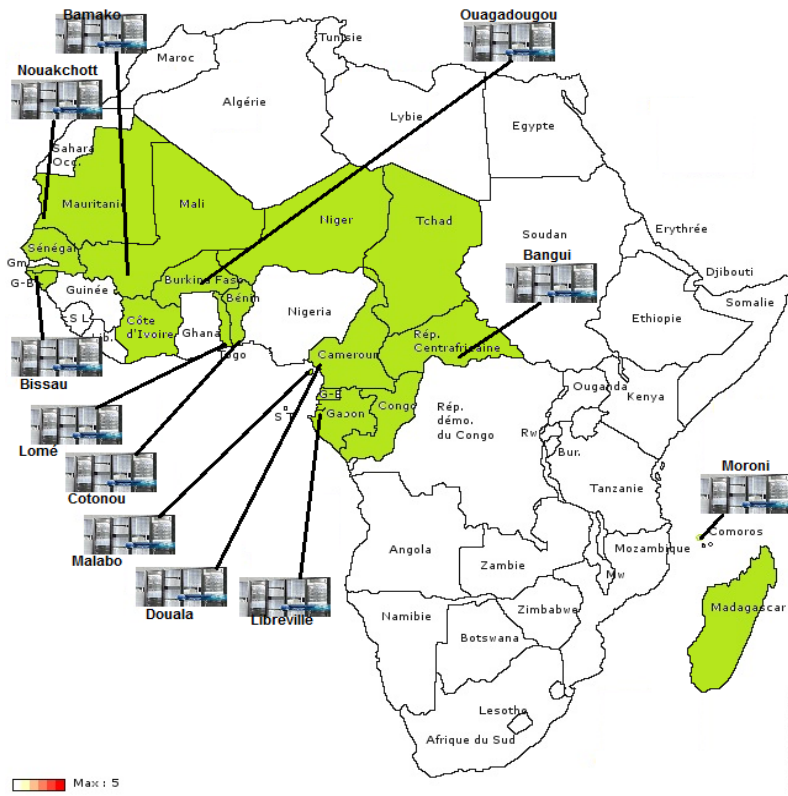 Bamako
Ouagadougou
Nouakchott
Tunisie
Maroc
Algérie
Lybie
Egypte
Sahara
Occ.
Mauritanie
Mali
Niger
Tchad
Soudan
Erythrée
Sénégal
Gm
G-B
Guinée
Burkina Faso
Bénin
Bangui
Djibouti
Somalie
S L
Lib.
Côte
d'Ivoire
Ghana
Togo
Nigeria
Ethiopie
Cameroun
Rép.
Centrafricaine
Bissau
Lomé
Cotonou
Malabo
Douala
Libreville
G-E
S T
Gabon
Congo
Rép.
démo.
du Congo
Ouganda
Kenya
Rw
Bur.
Tanzanie
Moroni
Comoros
Angola
Zambie
Mozambique
Mw
Madagascar
Namibie
Zimbabwe
Botswana
Lesotho
Afrique du Sud
Max : 5